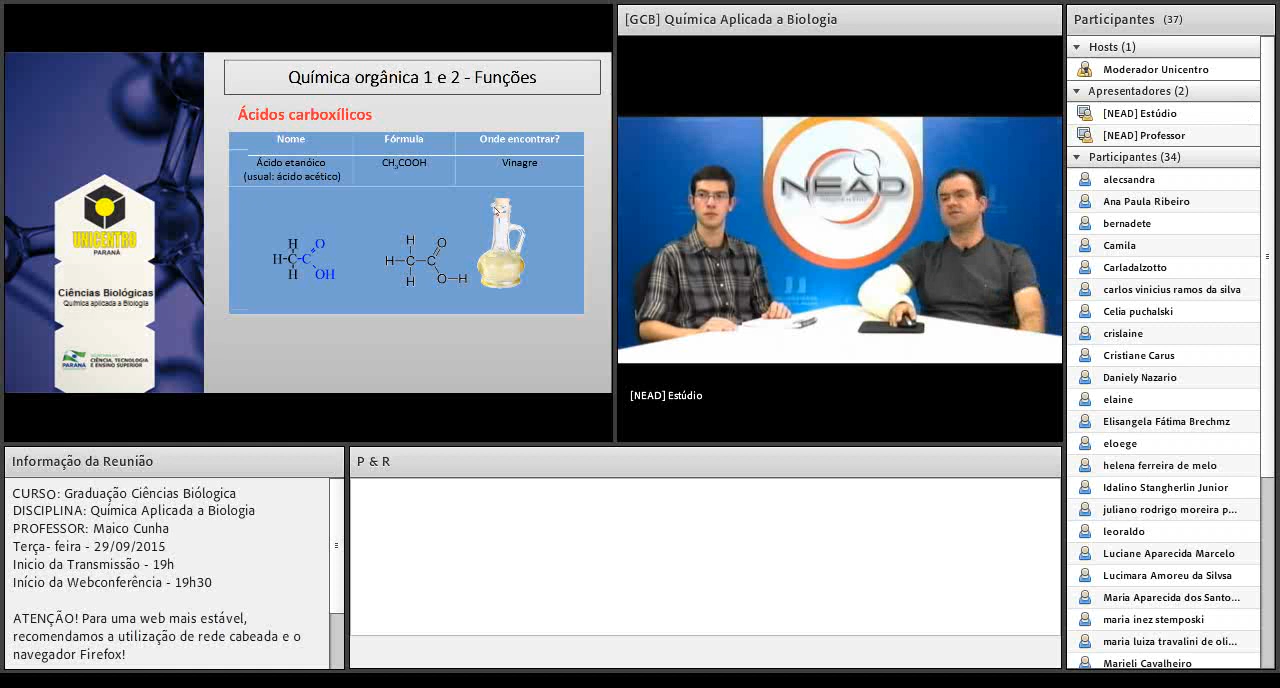 Química orgânica 1 e 2 - Funções
Ácidos carboxílicos
Nome Fórmula Onde encontrar?
Ácido etanóico CH3COOH Vinagre
(usual: ácido acético)
H O
H-C-C
H OH
H O
H C C
H O H
UNICENTRO
PARANÁ
Ciências Biológicas
Química aplicada a Biologia
PARANÁ
CIÊNCIA, TECNOLOGIA
E ENSINO SUPERIOR
[GCB] Química Aplicada a Biologia
NEAD
[NEAD] Estúdio
Participantes (37)
Hosts (1)
Moderador Unicentro
Apresentadores (2)
[NEAD] Estúdio
[NEAD] Professor
Participantes (34)
alecsandra
Ana Paula Ribeiro
bernadete
Camila
Carladalzotto
carlos vinicius ramos da silva
Celia puchalski
crislaine
Cristiane Carus
Daniely Nazario
elaine
Elisangela Fátima Brechmz
eloege
helena ferreira de melo
Idalino Stangherlin Junior
juliano rodrigo moreira p...
leoraldo
Luciane Aparecida Marcelo
Lucimara Amoreu da Silvsa
Maria Aparecida dos Santo...
maria inez stemposki
maria luiza travalini de oli...
Marieli Cavalheiro
Informação da Reunião
CURSO: Graduação Ciências Biólogica
DISCIPLINA: Química Aplicada a Biologia
PROFESSOR: Maico Cunha
Terça- feira - 29/09/2015
Inicio da Transmissão - 19h
Início da Webconferência - 19h30
ATENÇÃO! Para uma web mais estável,
recomendamos a utilização de rede cabeada e o
navegador Firefox!
P & R